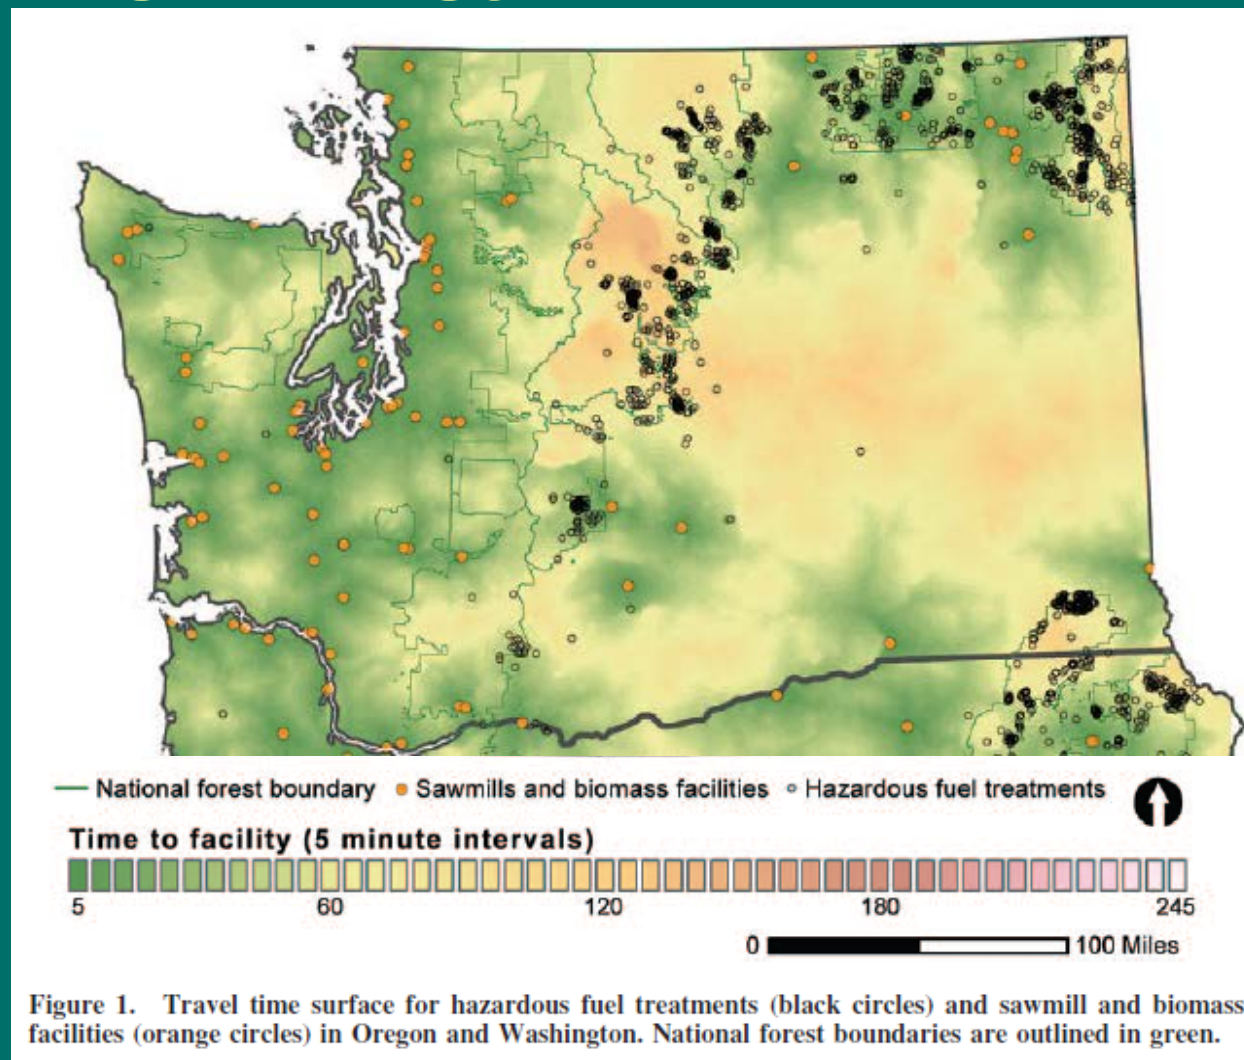 National forest boundary Sawmills and biomass facilities Hazardous fuel treatments
Time to facility (5 minute intervals)
5 60 120 180 245
0 100 Miles
Figure 1. Travel time surface for hazardous fuel treatments (black circles) and sawmill and biomass
facilities (orange circles) in Oregon and Washington. National forest boundaries are outlined in green.